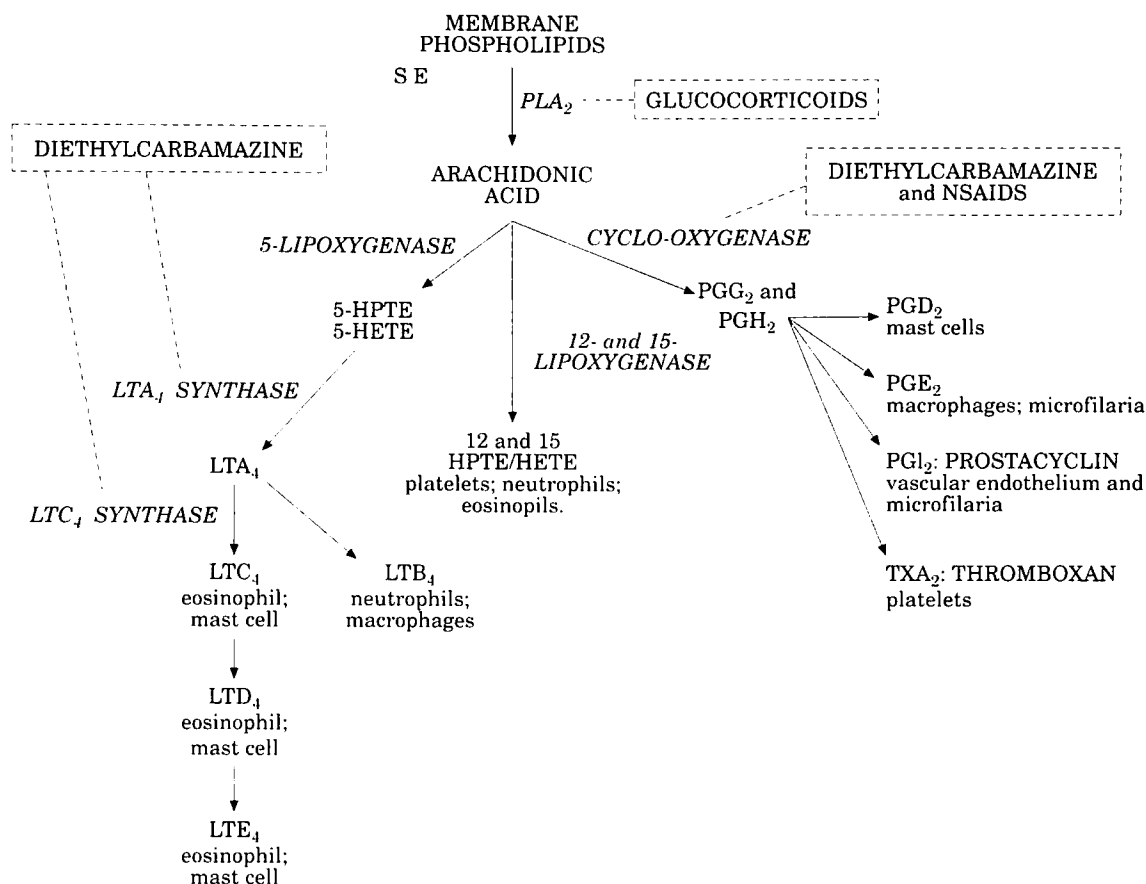 MEMBRANE
PHOSPHOLIPIDS
S E
PLA₂
GLUCOCORTICOIDS
DIETHYLCARBAMAZINE
ARACHIDONIC
ACID
DIETHYLCARBAMAZINE
and NSAIDS
5-LIPOXYGENASE
CYCLO-OXYGENASE
5-HPTE
5-HETE
12- and 15-
LIPOXYGENASE
PGG₂ and
PGH₂
PGD₂
mast cells
PGE₂
macrophages; microfilaria
PGl₂: PROSTACYCLIN
vascular endothelium and
microfilaria
TXA₂: THROMBOXAN
platelets
LTA₄ SYNTHASE
12 and 15
HPTE/HETE
platelets; neutrophils;
eosinopils.
LTA₄
LTC₄ SYNTHASE
LTC₄
eosinophil;
mast cell
LTB₄
neutrophils;
macrophages
LTD₄
eosinophil;
mast cell
LTE₄
eosinophil;
mast cell